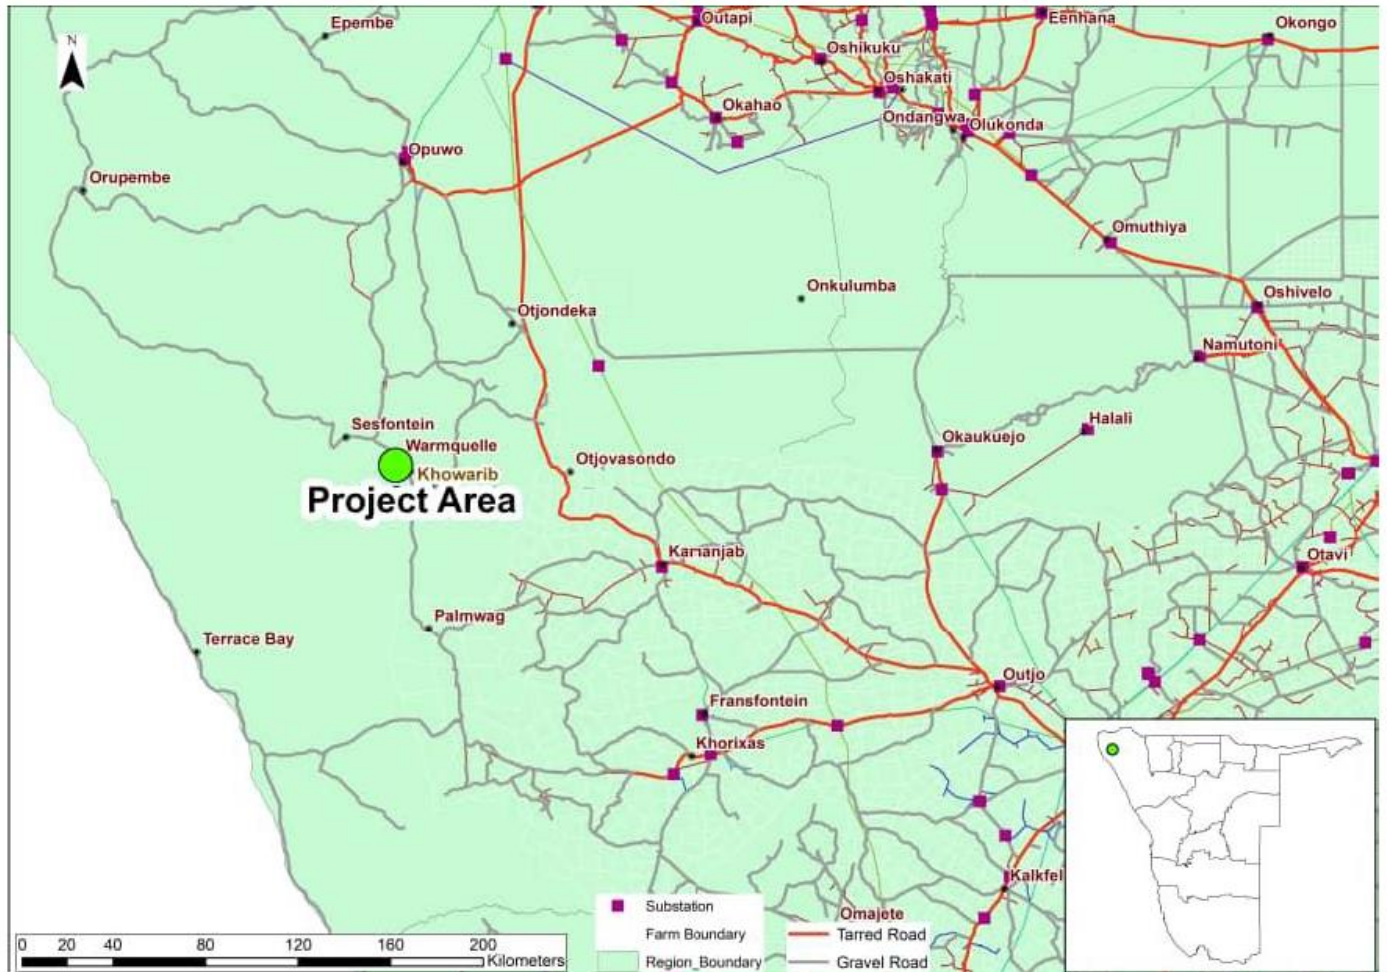 N
Epembe
Outapi
Eenhana
Okongo
Oshikuku
Oshakati
Okahao
Ondangwa
Olukonda
Opuwo
Orupembe
Omuthiya
Onkulumba
Oshivelo
Otjondeka
Namutoni
Halali
Sesfontein
Warmquelle
Okaukuejo
Khowarib
Otjovasondo
Project Area
Kamanjab
Otavi
Palmwag
Terrace Bay
Outjo
Fransfontein
Khorixas
Kalkfel
Omajete
Substation
Farm Boundary
Region_Boundary
Tarred Road
Gravel Road
0 20 40 80 120 160 200
Kilometers